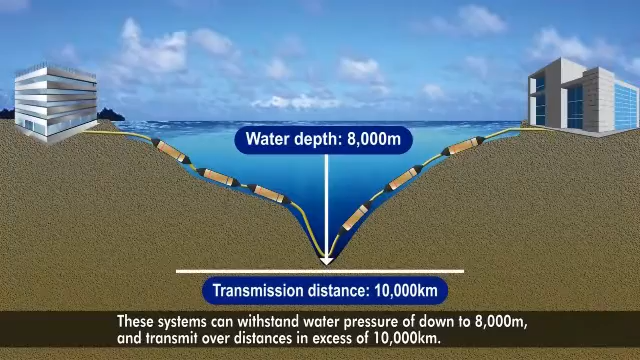 Water depth: 8,000m
Transmission distance: 10,000km
These systems can withstand water pressure of down to 8,000m,
and transmit over distances in excess of 10,000km.